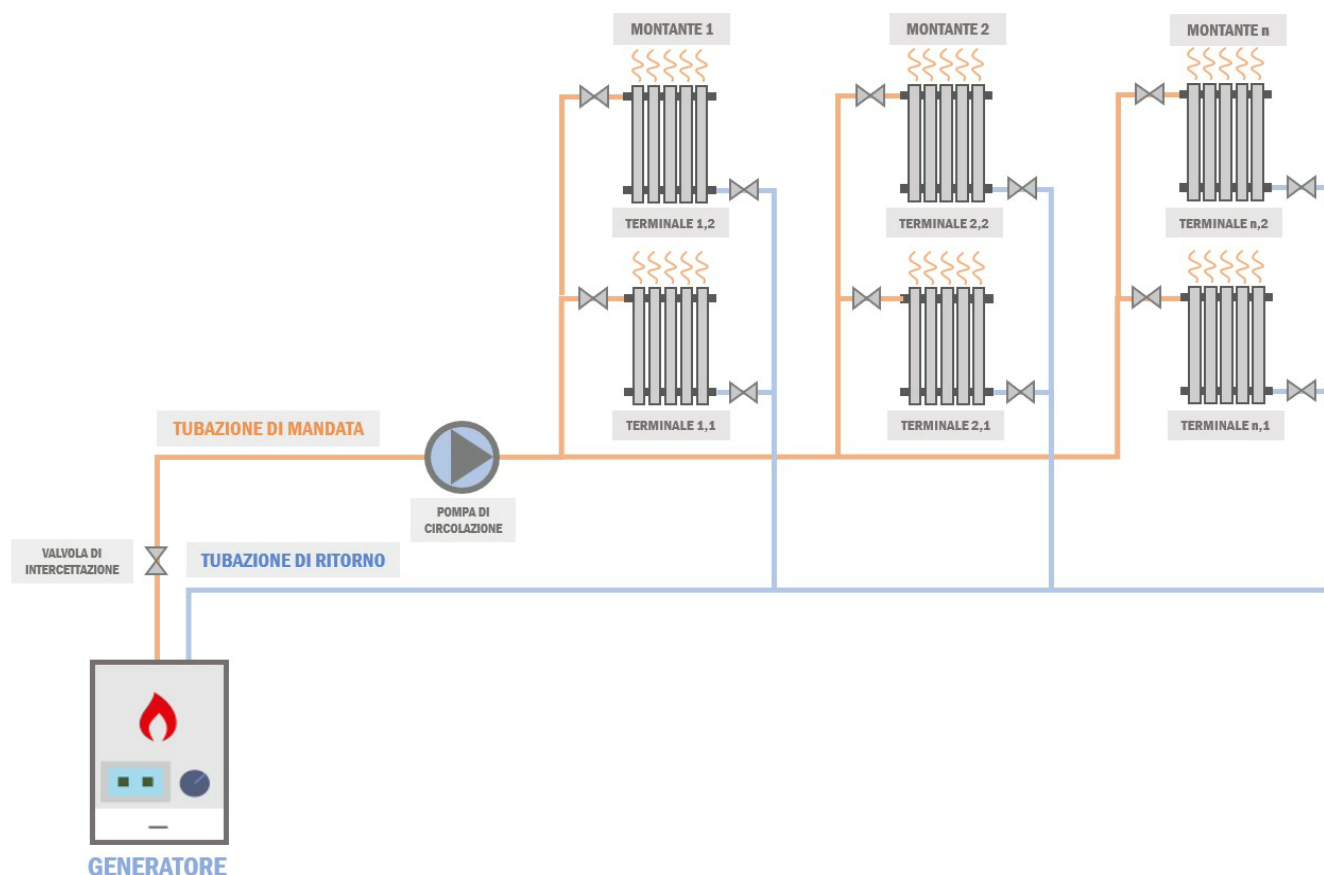 MONTANTE 1
MONTANTE 2
MONTANTE n
TERMINALE 1,2
TERMINALE 2,2
TERMINALE n,2
TERMINALE 1,1
TERMINALE 2,1
TERMINALE n,1
TUBAZIONE DI MANDATA
POMPA DI
CIRCOLAZIONE
VALVOLA DI
INTERCETTAZIONE
TUBAZIONE DI RITORNO
GENERATORE